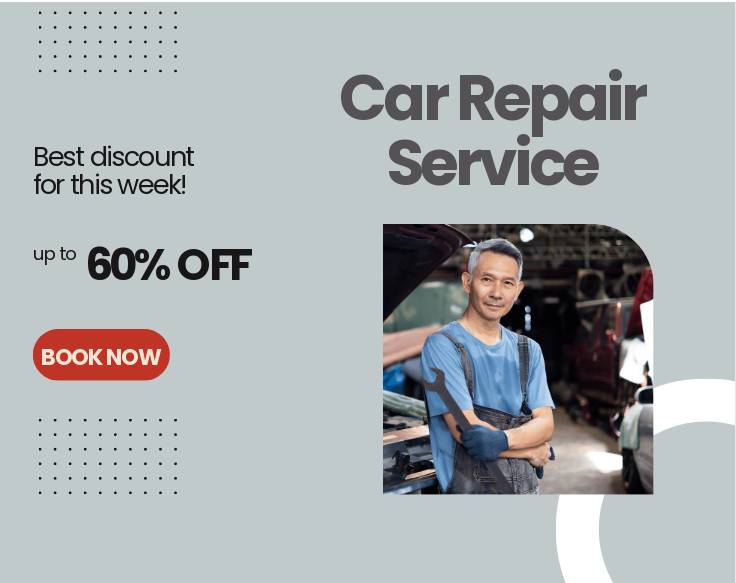 Car Repair
Service
Best discount
for this week!
up to 60% OFF
BOOK NOW